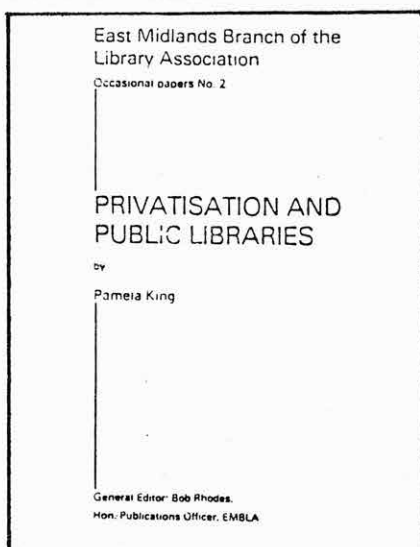 East Midlands Branch of the
Library Association
Occasional papers No. 2
PRIVATISATION AND
PUBLIC LIBRARIES
by
Pamela King
General Editor: Bob Rhodes,
Hon. Publications Officer, EMBLA